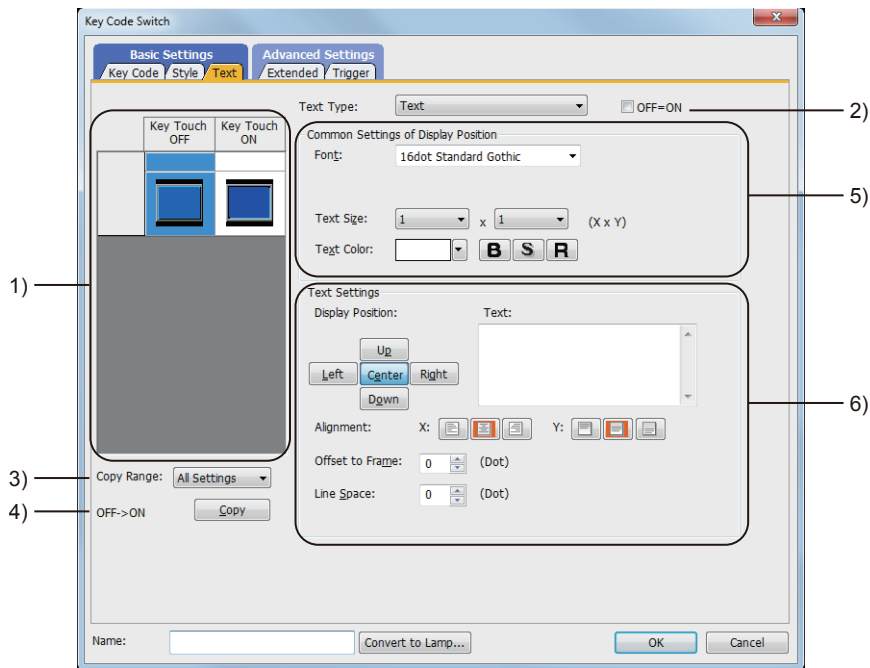 Key Code Switch
Basic Settings
Advanced Settings
Key Code Style Text
Extended Trigger
Text Type: Text OFF=ON
2)
Key Touch OFF
Key Touch ON
Common Settings of Display Position
Font: 16dot Standard Gothic
5)
Text Size: 1 x 1 (X x Y)
Text Color: B S R
1)
Text Settings
Display Position: Text:
Up
Left Center Right
Down
6)
Alignment: X: Y:
Offset to Frame: 0 (Dot)
Line Space: 0 (Dot)
3)
Copy Range: All Settings
4)
OFF->ON Copy
Name: Convert to Lamp... OK Cancel